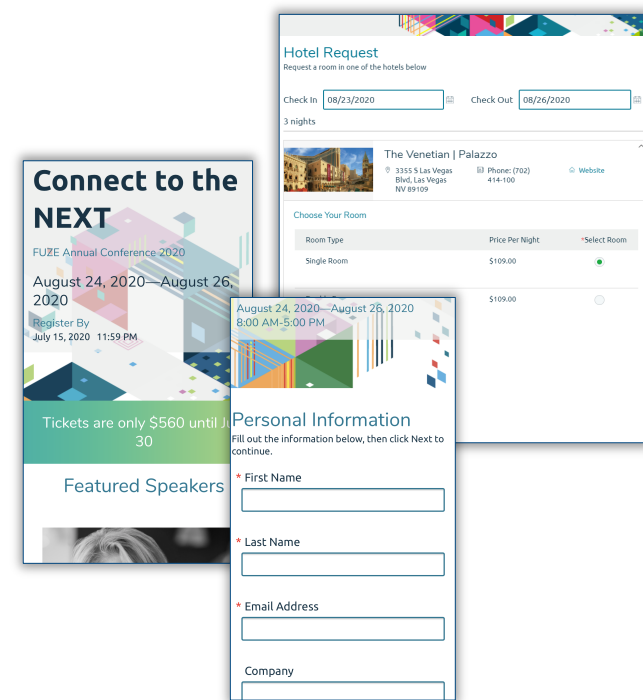 Hotel Request
Request a room in one of the hotels below
Check In 08/23/2020 Check Out 08/26/2020
3 nights
The Venetian | Palazzo
3355 S Las Vegas Blvd, Las Vegas NV 89109
Phone: (702) 414-100
Website
Choose Your Room
Room Type Price Per Night *Select Room
Single Room $109.00
$109.00
Connect to the
NEXT
FUZE Annual Conference 2020
August 24, 2020—August 26,
2020
Register By
July 15, 2020 11:59 PM
Tickets are only $560 until
30
Featured Speakers
August 24, 2020—August 26, 2020
8:00 AM-5:00 PM
Personal Information
Fill out the information below, then click Next to
continue.
* First Name
* Last Name
* Email Address
Company